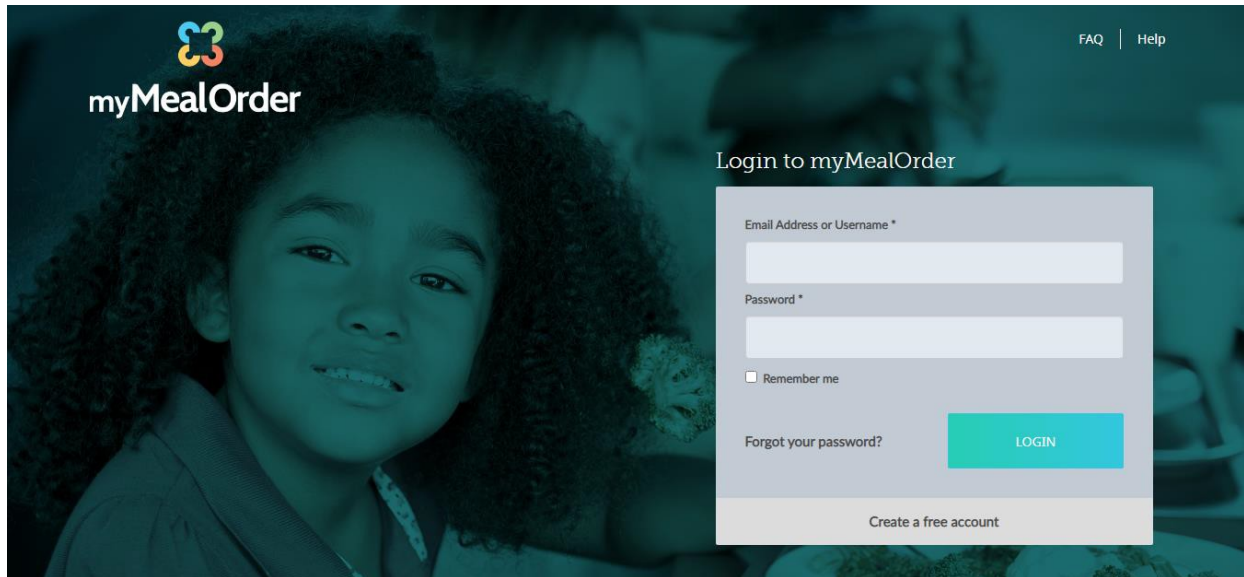 myMealOrder
FAQ | Help
Login to myMealOrder
Email Address or Username *
Password *
Remember me
Forgot your password?
LOGIN
Create a free account